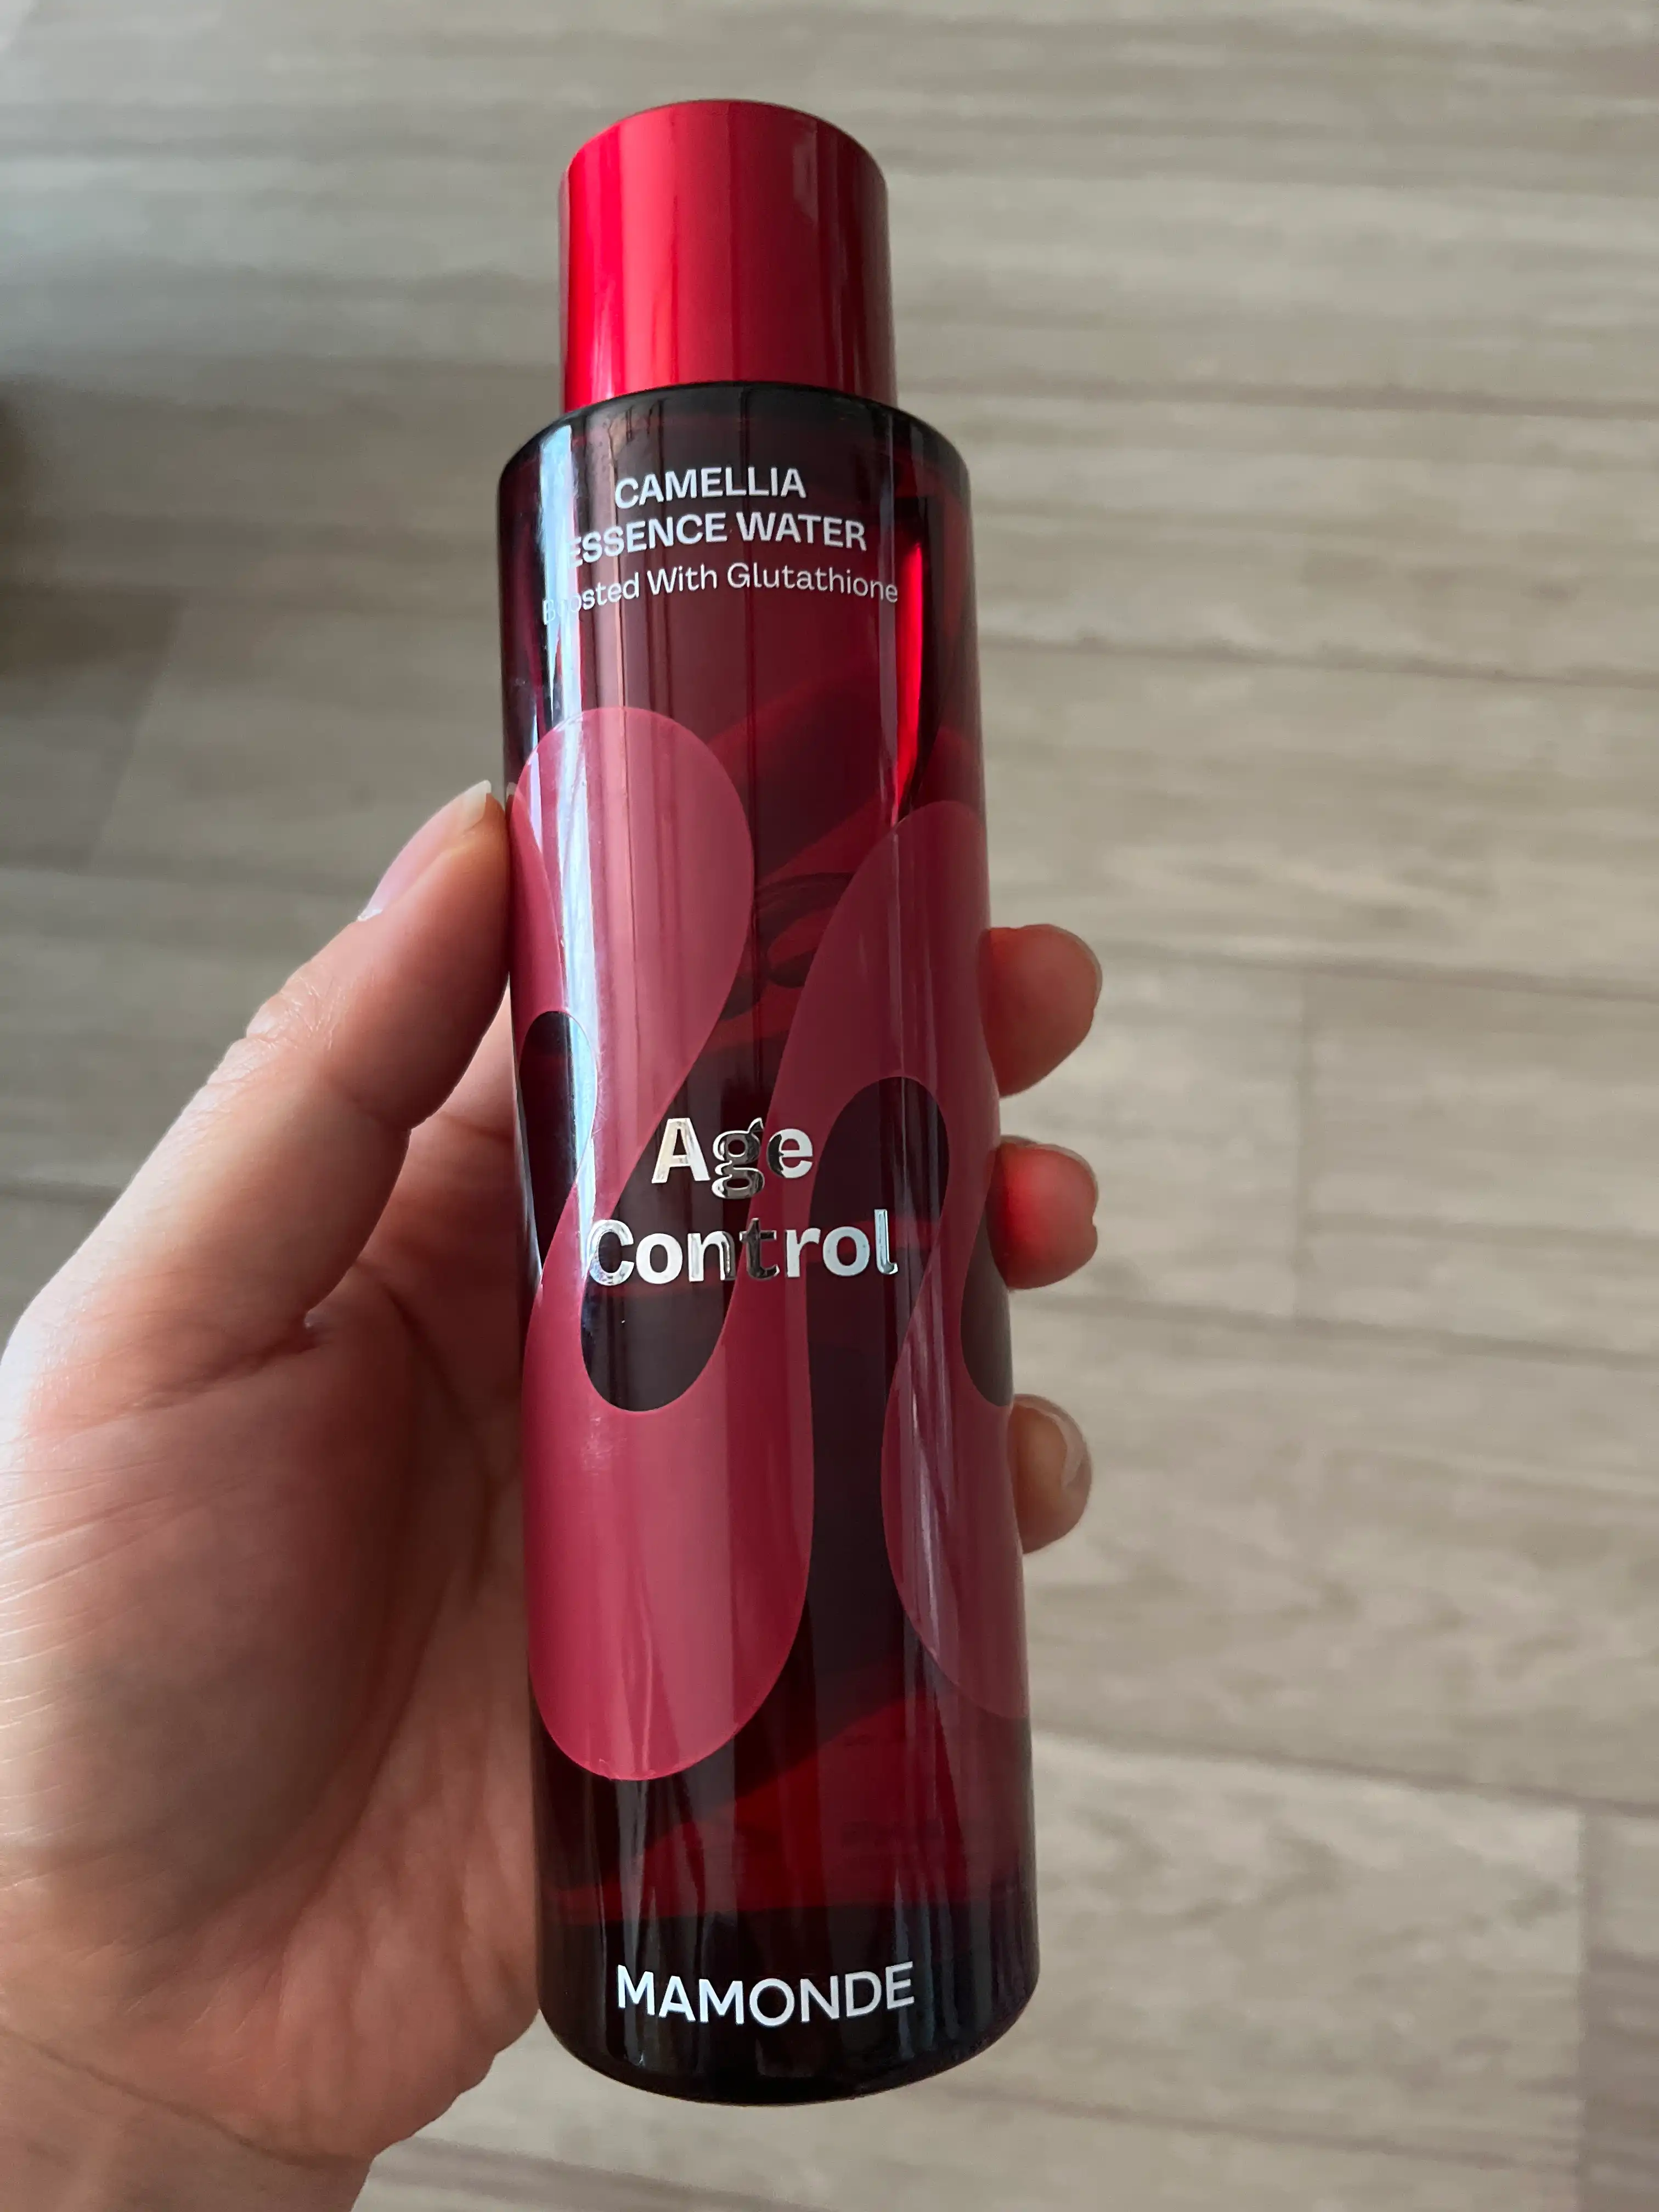 CAMELLIA
ESSENCE WATER
Boosted With Glutathione
Age
Control
MAMONDE